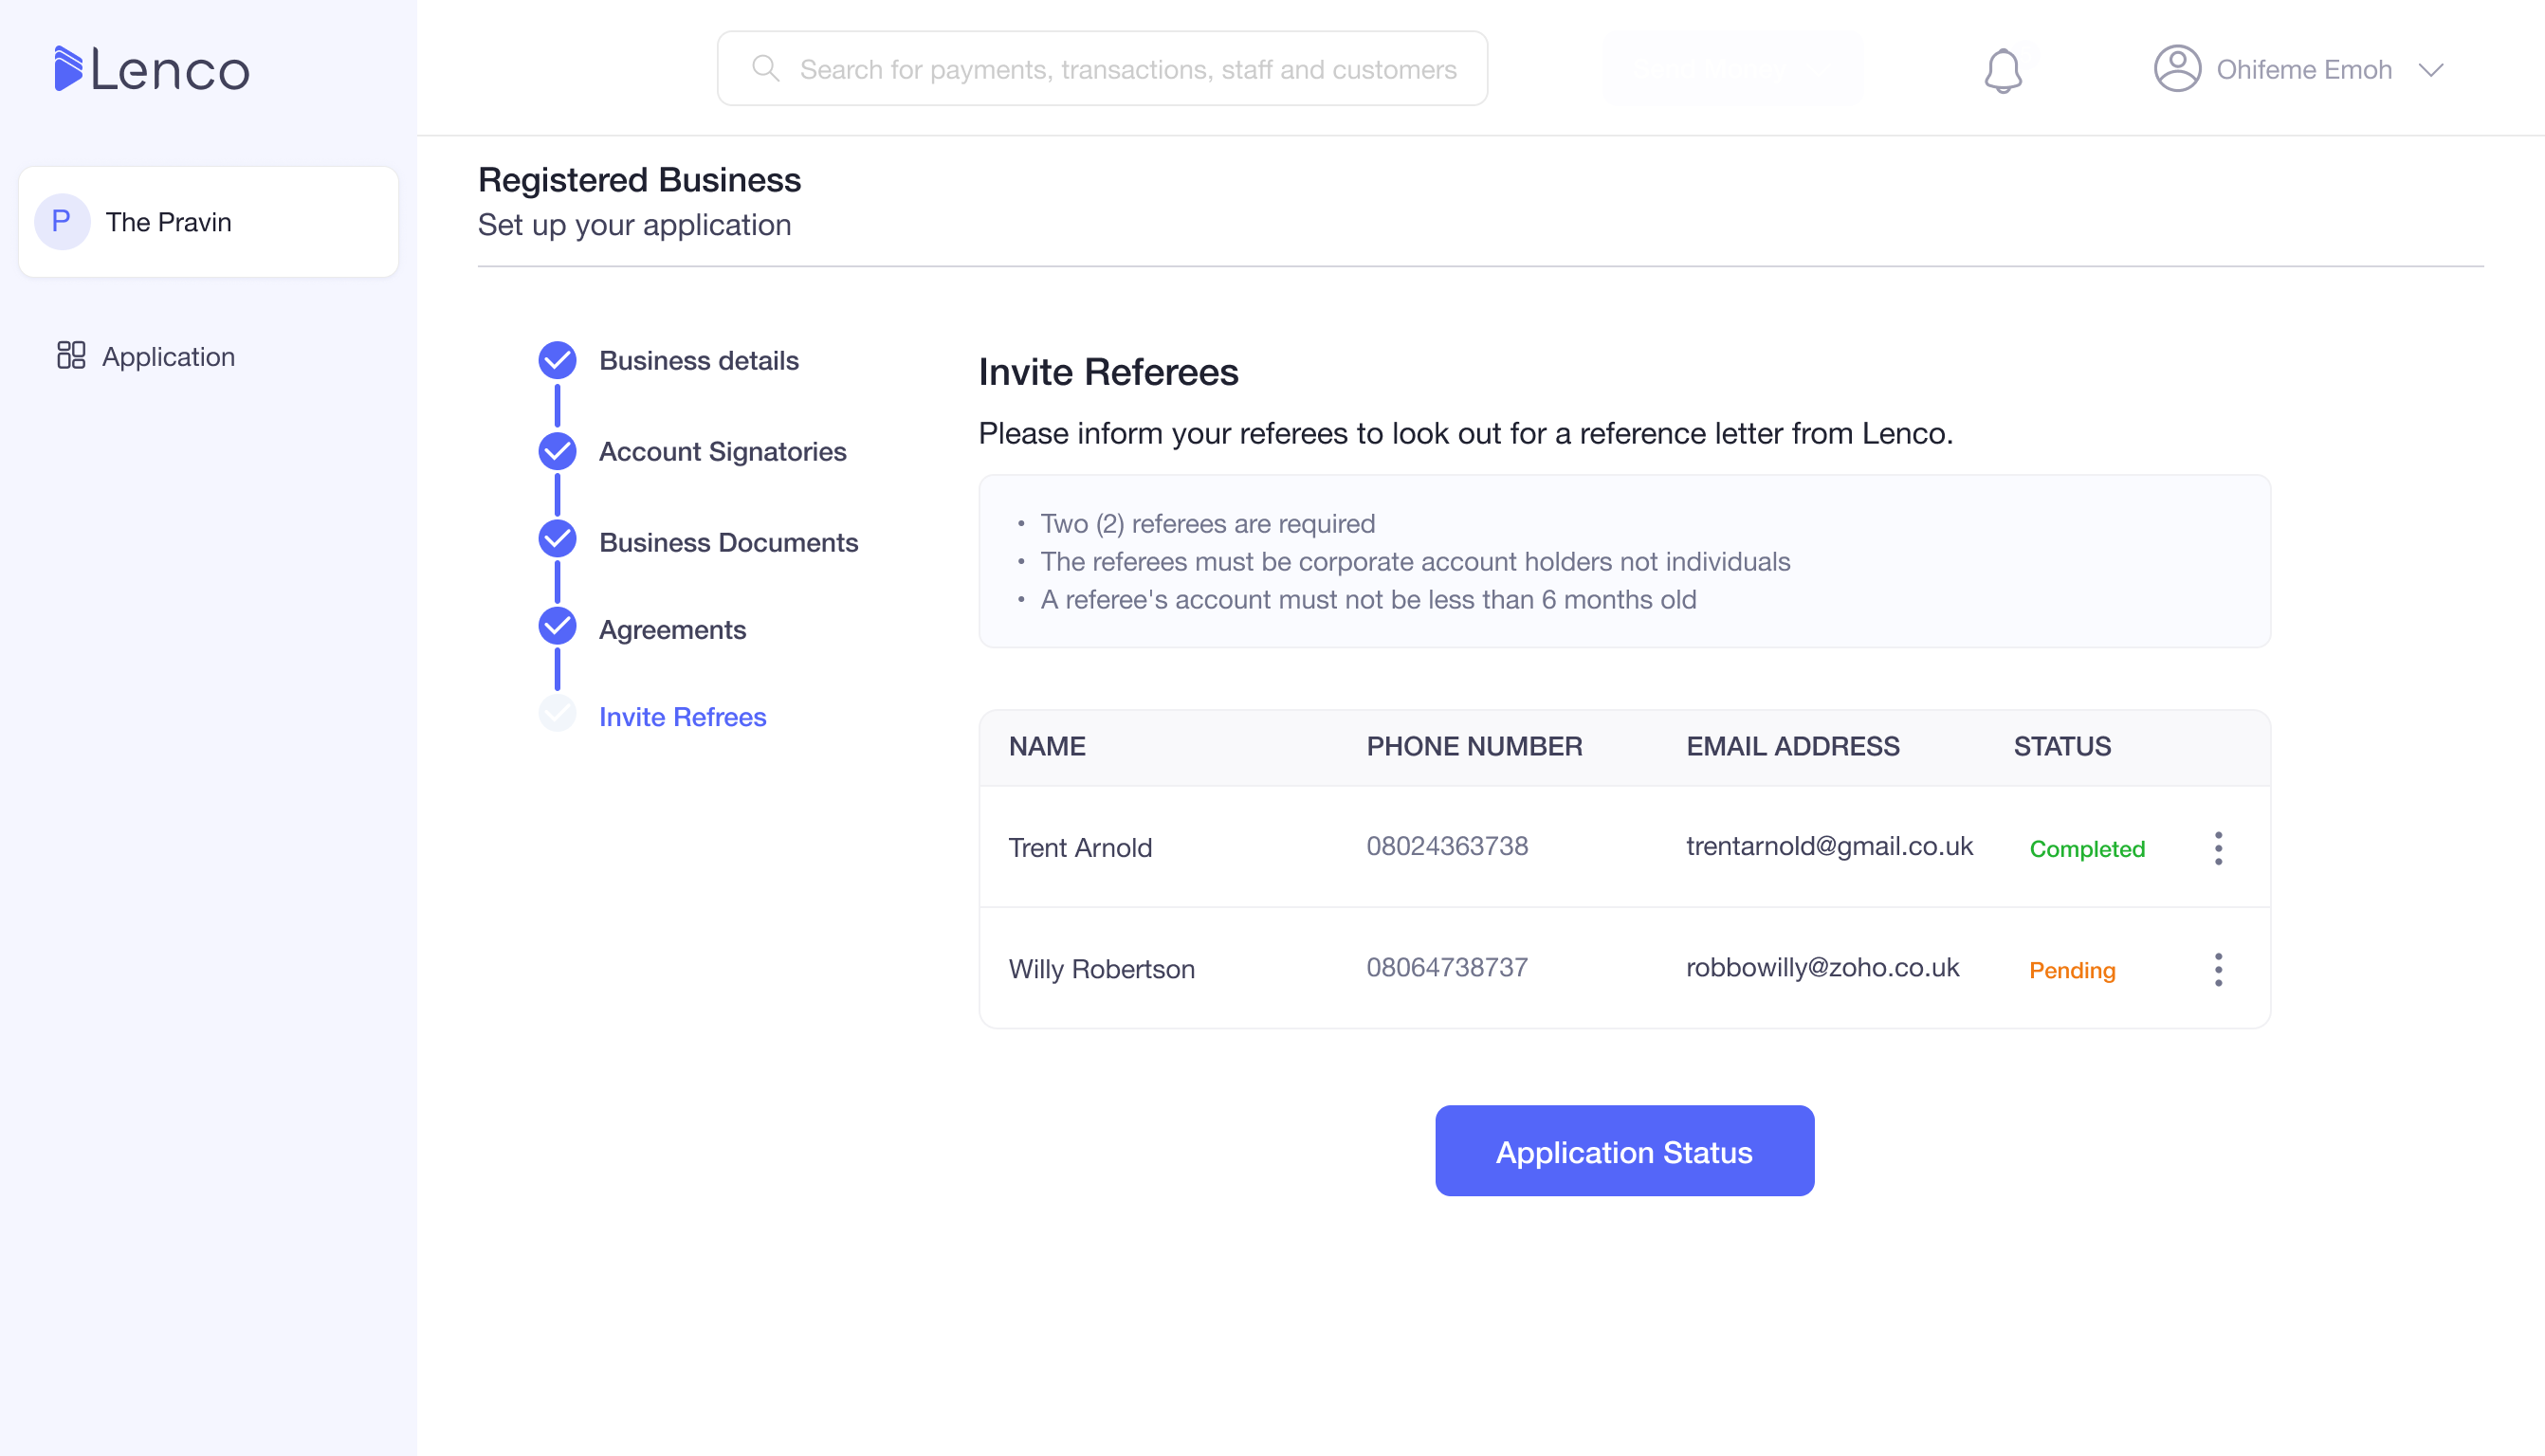 Lenco
Search for payments, transactions, staff and customers
Ohifeme Emoh
P
The Pravin
Application
Registered Business
Set up your application
Business details
Account Signatories
Business Documents
Agreements
Invite Refrees
Invite Referees
Please inform your referees to look out for a reference letter from Lenco.
• Two (2) referees are required
• The referees must be corporate account holders not individuals
• A referee's account must not be less than 6 months old
NAME PHONE NUMBER EMAIL ADDRESS STATUS
Trent Arnold 08024363738 trentarnold@gmail.co.uk Completed
Willy Robertson 08064738737 robbowilly@zoho.co.uk Pending
Application Status